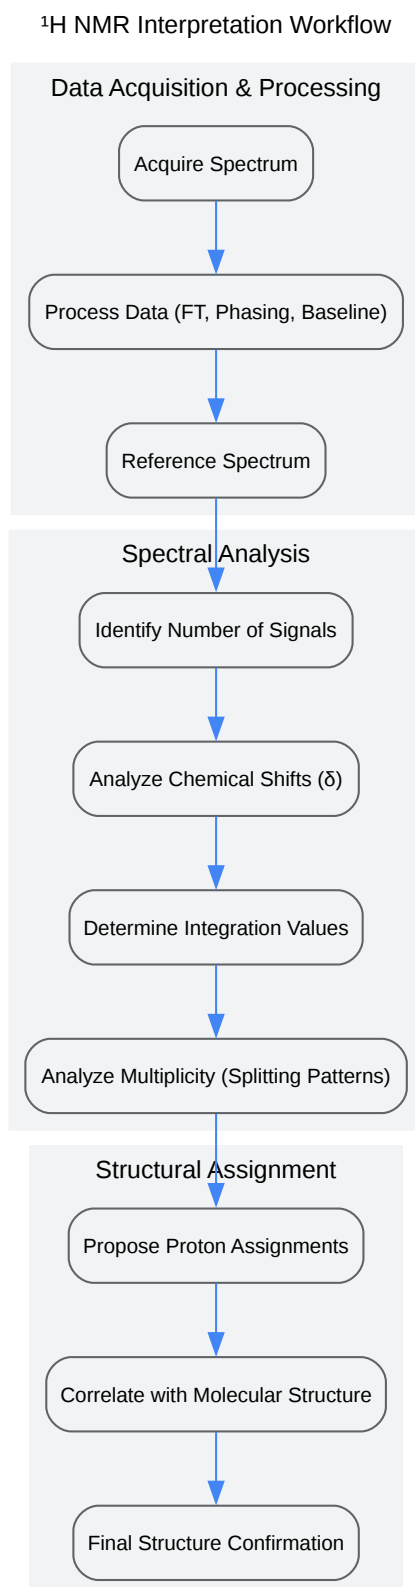 ¹H NMR Interpretation Workflow
Data Acquisition & Processing
Acquire Spectrum
Process Data (FT, Phasing, Baseline)
Reference Spectrum
Spectral Analysis
Identify Number of Signals
Analyze Chemical Shifts (δ)
Determine Integration Values
Analyze Multiplicity (Splitting Patterns)
Structural Assignment
Propose Proton Assignments
Correlate with Molecular Structure
Final Structure Confirmation